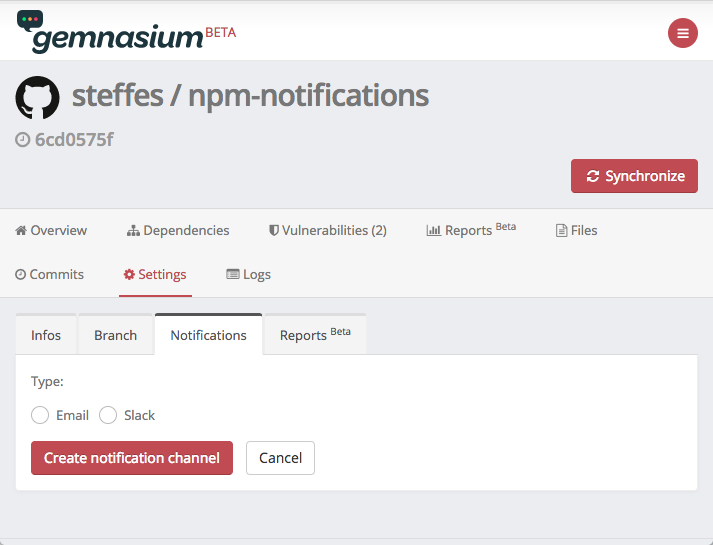 gemnasium BETA
steffes / npm-notifications
6cd0575f
Synchronize
Overview Dependencies Vulnerabilities (2) Reports Beta Files
Commits Settings Logs
Infos Branch Notifications Reports Beta
Type:
Email Slack
Create notification channel Cancel